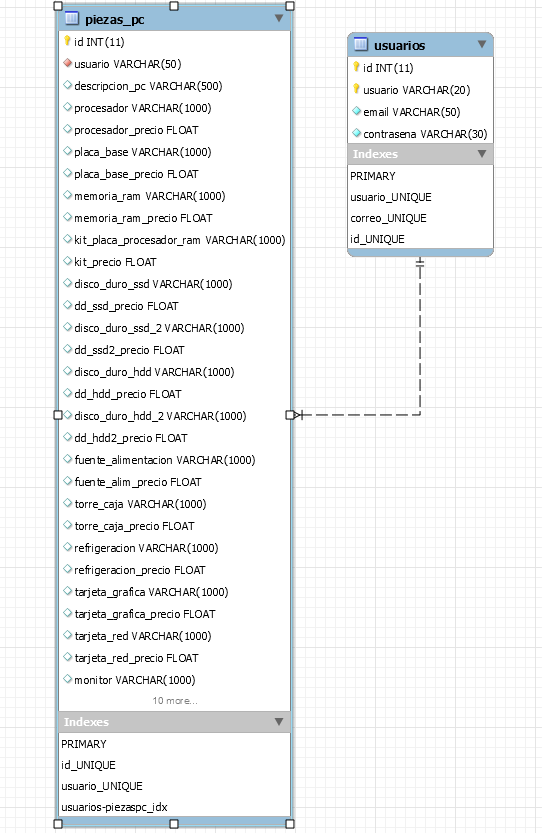 piezas_pc
id INT(11)
usuario VARCHAR(50)
descripcion_pc VARCHAR(500)
procesador VARCHAR(1000)
procesador_precio FLOAT
placa_base VARCHAR(1000)
placa_base_precio FLOAT
memoria_ram VARCHAR(1000)
memoria_ram_precio FLOAT
kit_placa_procesador_ram VARCHAR(1000)
kit_precio FLOAT
disco_duro_ssd VARCHAR(1000)
dd_ssd_precio FLOAT
disco_duro_ssd_2 VARCHAR(1000)
dd_ssd2_precio FLOAT
disco_duro_hdd VARCHAR(1000)
dd_hdd_precio FLOAT
disco_duro_hdd_2 VARCHAR(1000)
dd_hdd2_precio FLOAT
fuente_alimentacion VARCHAR(1000)
fuente_alim_precio FLOAT
torre_caja VARCHAR(1000)
torre_caja_precio FLOAT
refrigeracion VARCHAR(1000)
refrigeracion_precio FLOAT
tarjeta_grafica VARCHAR(1000)
tarjeta_grafica_precio FLOAT
tarjeta_red VARCHAR(1000)
tarjeta_red_precio FLOAT
monitor VARCHAR(1000)
10 more...
Indexes
PRIMARY
id_UNIQUE
usuario_UNIQUE
usuarios-piezaspc_idx
usuarios
id INT(11)
usuario VARCHAR(20)
email VARCHAR(50)
contrasena VARCHAR(30)
Indexes
PRIMARY
usuario_UNIQUE
correo_UNIQUE
id_UNIQUE